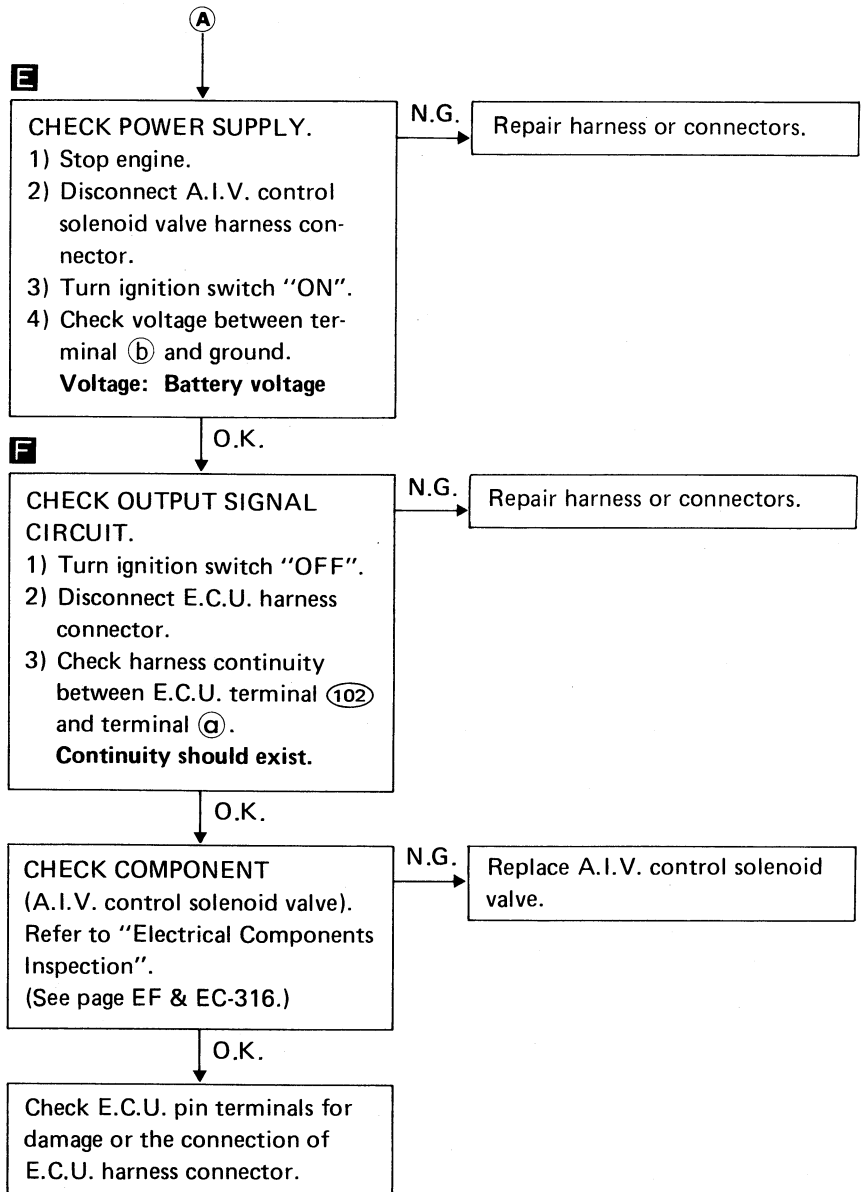 A
E
CHECK POWER SUPPLY.
1) Stop engine.
2) Disconnect A.I.V. control
solenoid valve harness con-
nector.
3) Turn ignition switch "ON".
4) Check voltage between ter-
minal ⓑ and ground.
Voltage: Battery voltage
N.G.
Repair harness or connectors.
O.K.
F
CHECK OUTPUT SIGNAL
CIRCUIT.
1) Turn ignition switch "OFF".
2) Disconnect E.C.U. harness
connector.
3) Check harness continuity
between E.C.U. terminal 102
and terminal ⓐ.
Continuity should exist.
N.G.
Repair harness or connectors.
O.K.
CHECK COMPONENT
(A.I.V. control solenoid valve).
Refer to "Electrical Components
Inspection".
(See page EF & EC-316.)
N.G.
Replace A.I.V. control solenoid
valve.
O.K.
Check E.C.U. pin terminals for
damage or the connection of
E.C.U. harness connector.